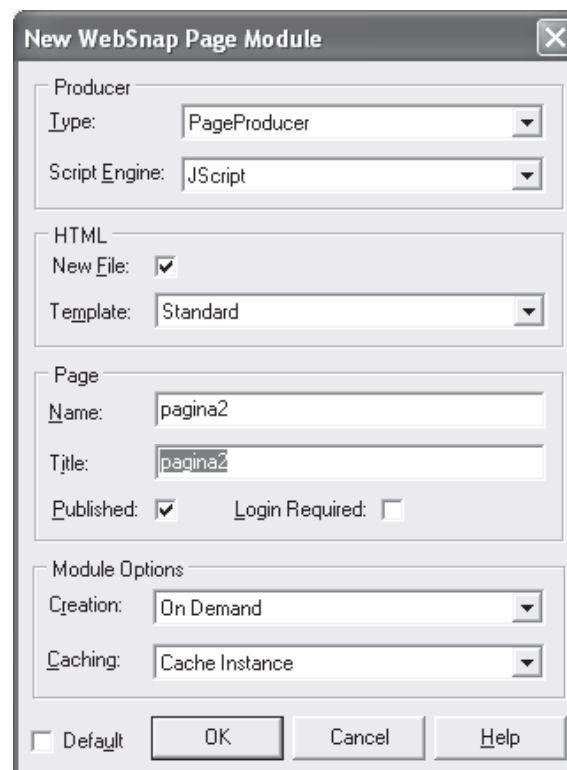 New WebSnap Page Module
Producer
Type: PageProducer
Script Engine: JScript
HTML
New File:
Template: Standard
Page
Name: pagina2
Title: pagina2
Published: Login Required:
Module Options
Creation: On Demand
Caching: Cache Instance
Default OK Cancel Help